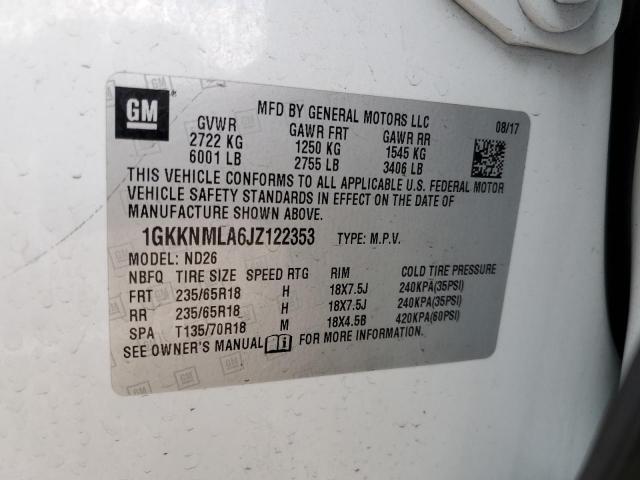 GM
MFD BY GENERAL MOTORS LLC 08/17
GVWR GAWR FRT GAWR RR
2722 KG 1250 KG 1545 KG
6001 LB 2755 LB 3406 LB
THIS VEHICLE CONFORMS TO ALL APPLICABLE U.S. FEDERAL MOTOR
VEHICLE SAFETY STANDARDS IN EFFECT ON THE DATE OF
MANUFACTURE SHOWN ABOVE.
1GKKNMLA6JZ122353 TYPE: M.P.V.
MODEL: ND26
NBFQ TIRE SIZE SPEED RTG RIM COLD TIRE PRESSURE
FRT 235/65R18 H 18X7.5J 240KPA(35PSI)
RR 235/65R18 H 18X7.5J 240KPA(35PSI)
SPA T135/70R18 M 18X4.5B 420KPA(60PSI)
SEE OWNER'S MANUAL FOR MORE INFORMATION.